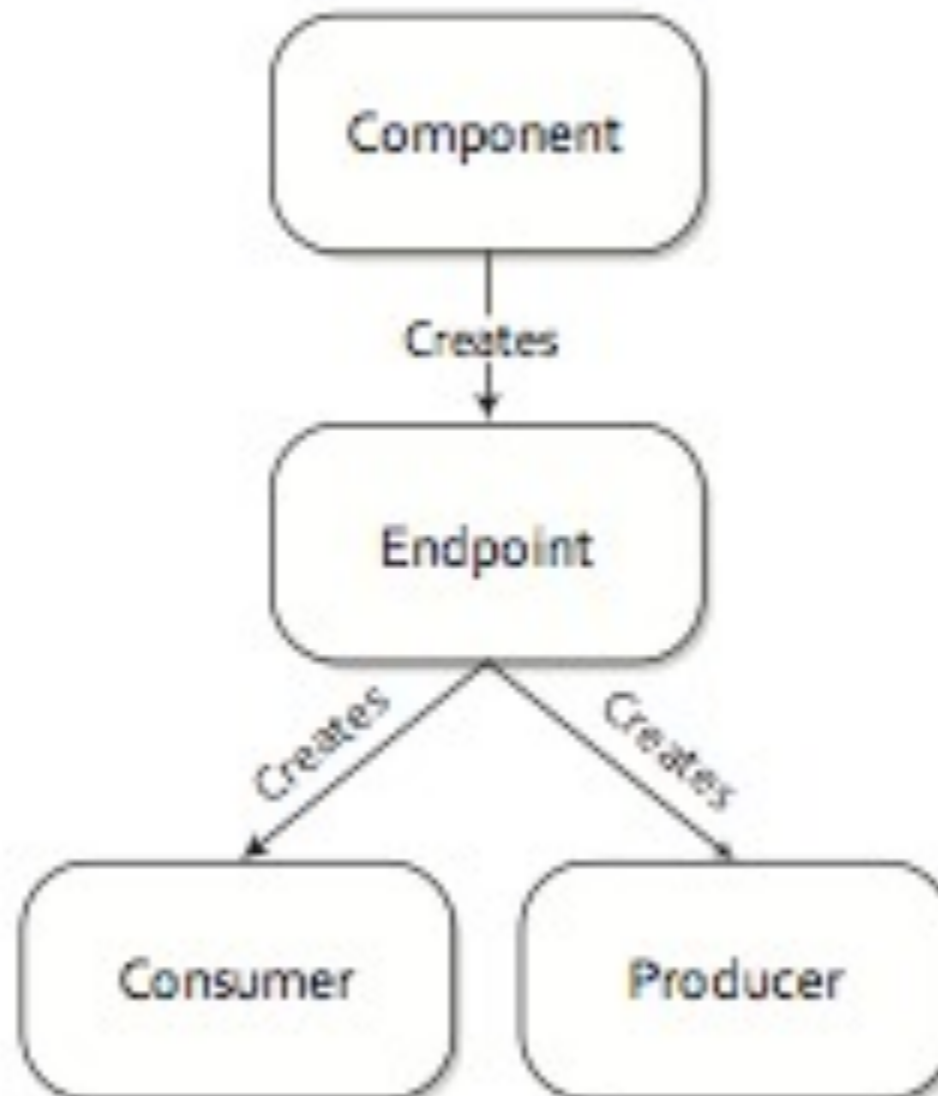 Component
Creates
Endpoint
Creates
Creates
Consumer
Producer